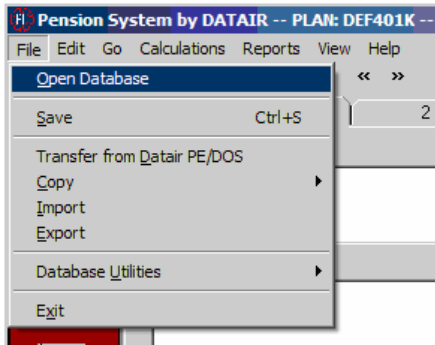 Pension System by DATAIR -- PLAN: DEF401K --
File Edit Go Calculations Reports View Help
Open Database « »
Save Ctrl+S 2
Transfer from Datair PE/DOS
Copy
Import
Export
Database Utilities
Exit